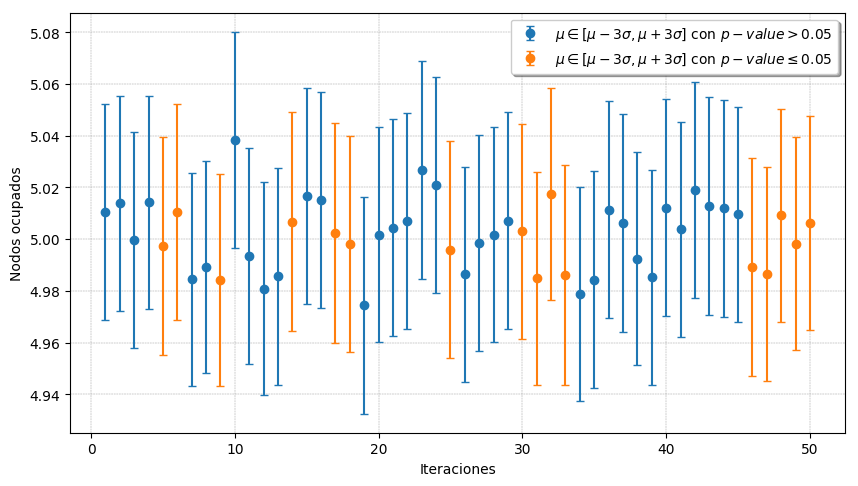 μ ∈ [μ − 3σ, μ + 3σ] con p − value > 0.05
μ ∈ [μ − 3σ, μ + 3σ] con p − value ≤ 0.05
Nodos ocupados
5.08
5.06
5.04
5.02
5.00
4.98
4.96
4.94
0 10 20 30 40 50
Iteraciones